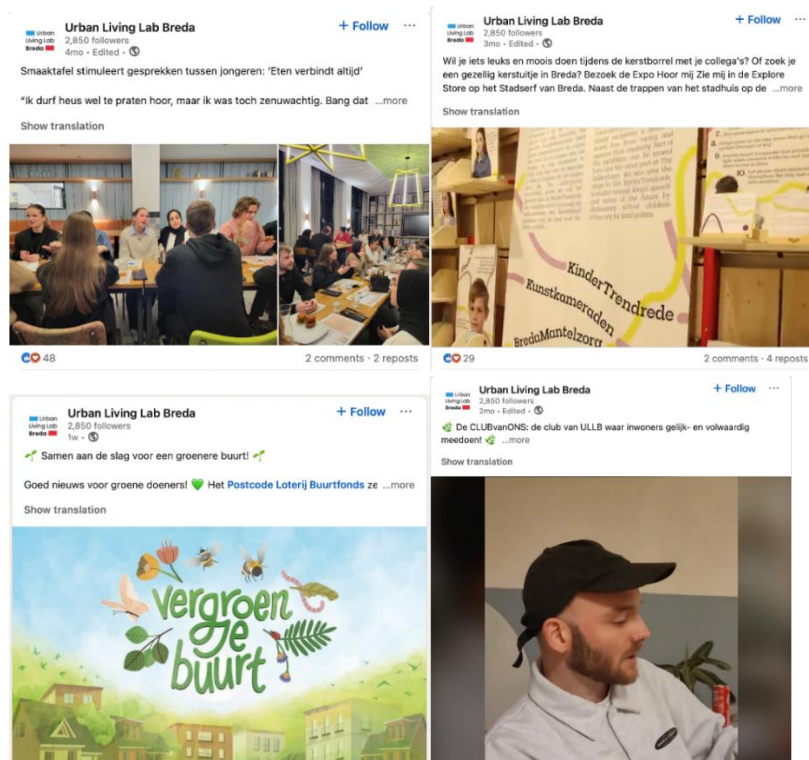 Urban Living Lab Breda
2,850 followers
4mo • Edited •
+ Follow ...
Smaaktafel stimuleert gesprekken tussen jongeren: ‘Eten verbindt altijd’
“Ik durf heus wel te praten hoor, maar ik was toch zenuwachtig. Bang dat ...more
Show translation
48
2 comments · 2 reposts
Urban Living Lab Breda
2,850 followers
3mo • Edited •
+ Follow ...
Wil je iets leuks en moois doen tijdens de kerstborrel met je collega's? Of zoek je
een gezellig kerstuitje in Breda? Bezoek de Expo Hoor mij Zie mij in de Explore
Store op het Stadserf van Breda. Naast de trappen van het stadhuis op de ...more
Show translation
KinderTrendrede
Kunstkameraden
BredaMantelzorg
29
2 comments · 4 reposts
Urban Living Lab Breda
2,850 followers
1w •
+ Follow ...
🌱 Samen aan de slag voor een groenere buurt! 🌱
Goed nieuws voor groene doeners! 💚 Het Postcode Loterij Buurtfonds ze ...more
Show translation
vergroen
je
buurt
Urban Living Lab Breda
2,850 followers
2mo • Edited •
+ Follow ...
🌿 De CLUBvanONS: de club van ULLB waar inwoners gelijk- en volwaardig
meedoen! 🌿 ...more
Show translation